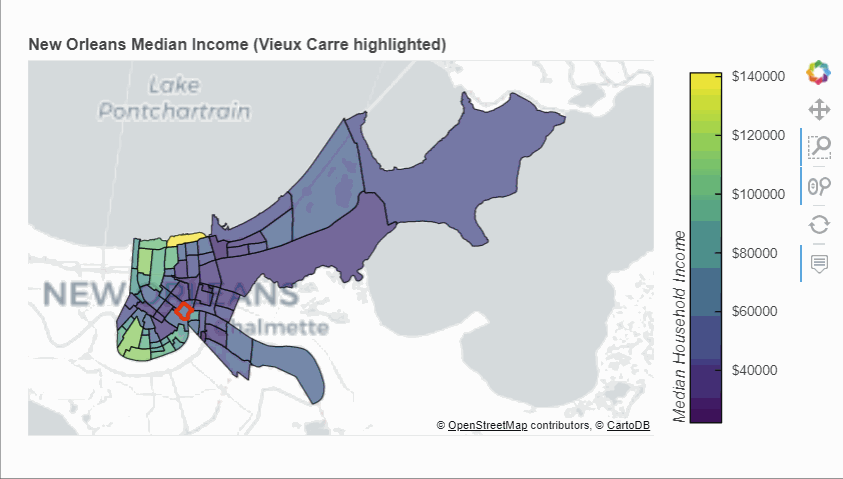 New Orleans Median Income (Vieux Carre highlighted)
Lake
Pontchartrain
NEW ORLEANS
Chalmette
© OpenStreetMap contributors, © CartoDB
Median Household Income
$140000
$120000
$100000
$80000
$60000
$40000